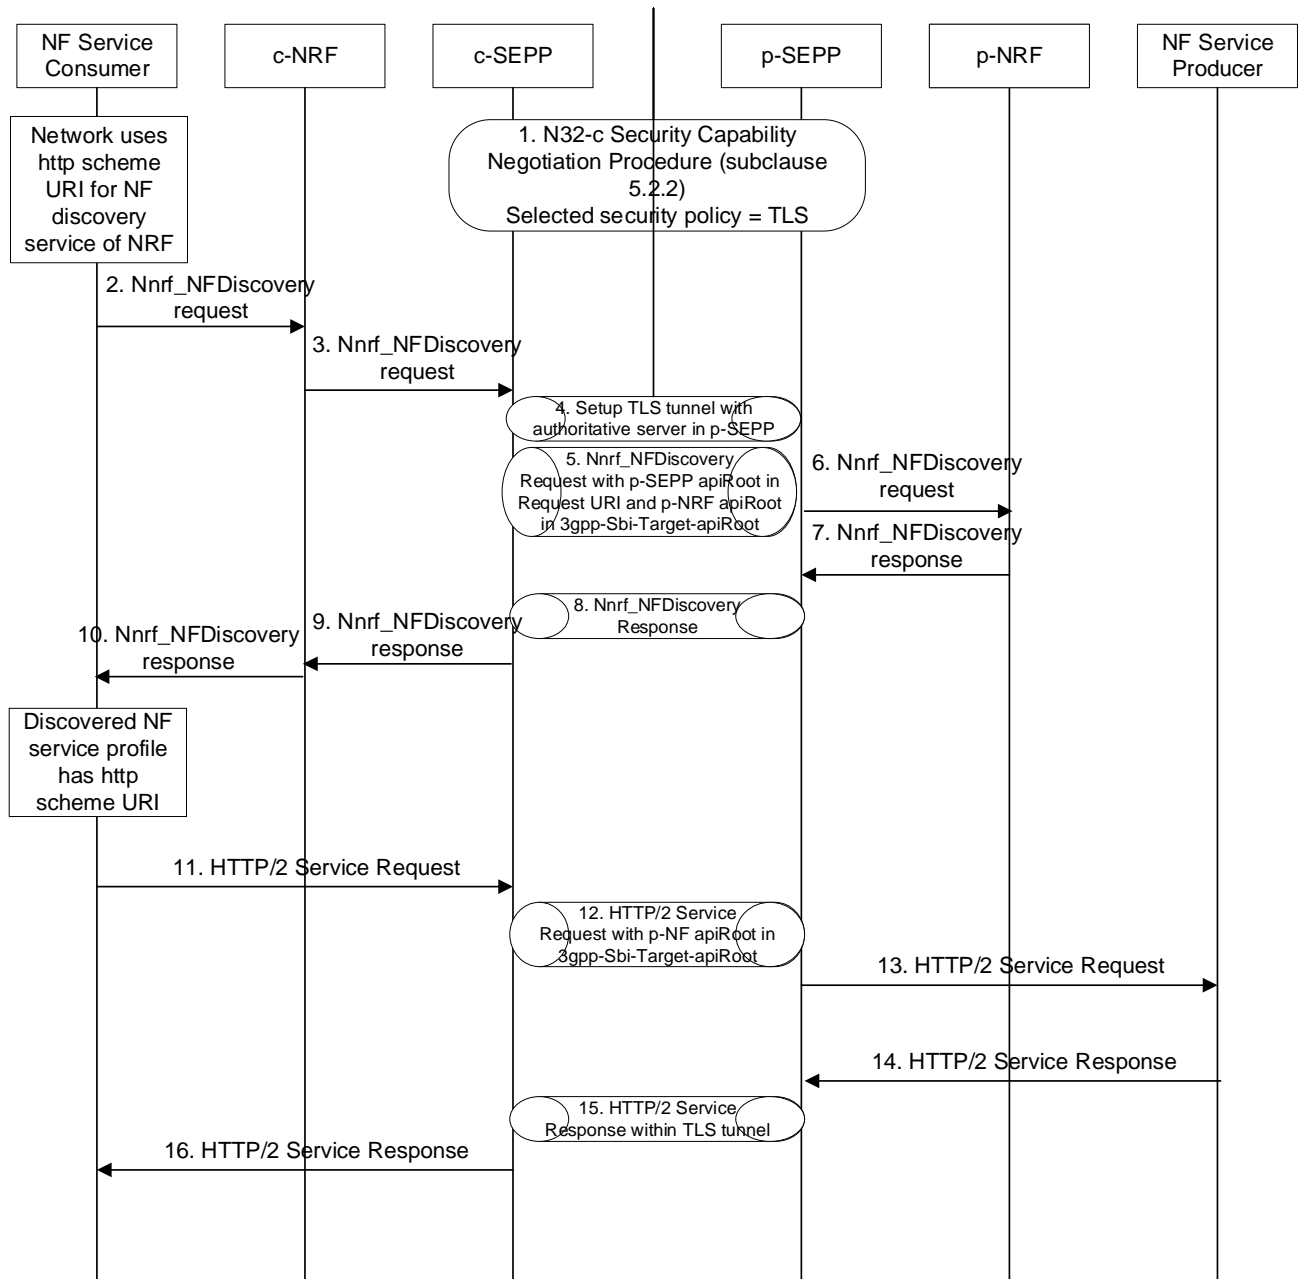 NF Service
Consumer
c-NRF
c-SEPP
p-SEPP
p-NRF
NF Service
Producer
Network uses
http scheme
URI for NF
discovery
service of NRF
1. N32-c Security Capability
Negotiation Procedure (subclause
5.2.2)
Selected security policy = TLS
2. Nnrf_NFDiscovery
request
3. Nnrf_NFDiscovery
request
4. Setup TLS tunnel with
authoritative server in p-SEPP
5. Nnrf_NFDiscovery
Request with p-SEPP apiRoot in
Request URI and p-NRF apiRoot
in 3gpp-Sbi-Target-apiRoot
6. Nnrf_NFDiscovery
request
7. Nnrf_NFDiscovery
response
8. Nnrf_NFDiscovery
Response
9. Nnrf_NFDiscovery
response
10. Nnrf_NFDiscovery
response
Discovered NF
service profile
has http
scheme URI
11. HTTP/2 Service Request
12. HTTP/2 Service
Request with p-NF apiRoot in
3gpp-Sbi-Target-apiRoot
13. HTTP/2 Service Request
14. HTTP/2 Service Response
15. HTTP/2 Service
Response within TLS tunnel
16. HTTP/2 Service Response